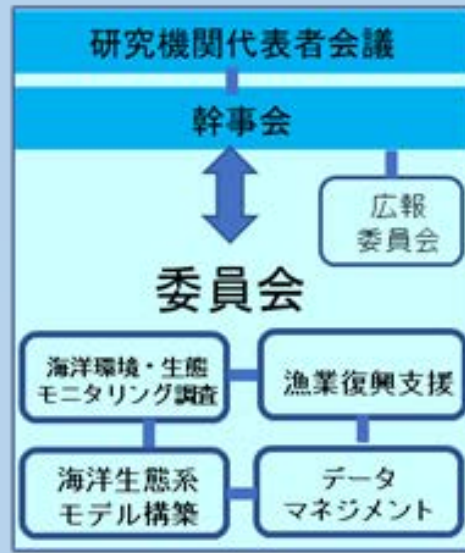 研究機関代表者会議
幹事会
広報
委員会
委員会
海洋環境・生態
モニタリング調査
漁業復興支援
海洋生態系
モデル構築
データ
マネジメント